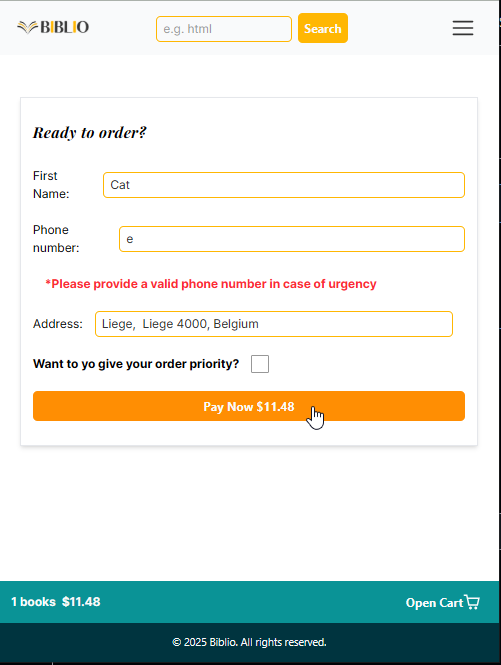 BIBLIO
e.g. html
Search
Ready to order?
First
Name:
Cat
Phone
number:
e
*Please provide a valid phone number in case of urgency
Address:
Liege,  Liege 4000, Belgium
Want to yo give your order priority?
Pay Now $11.48
1 books  $11.48
Open Cart
© 2025 Biblio. All rights reserved.